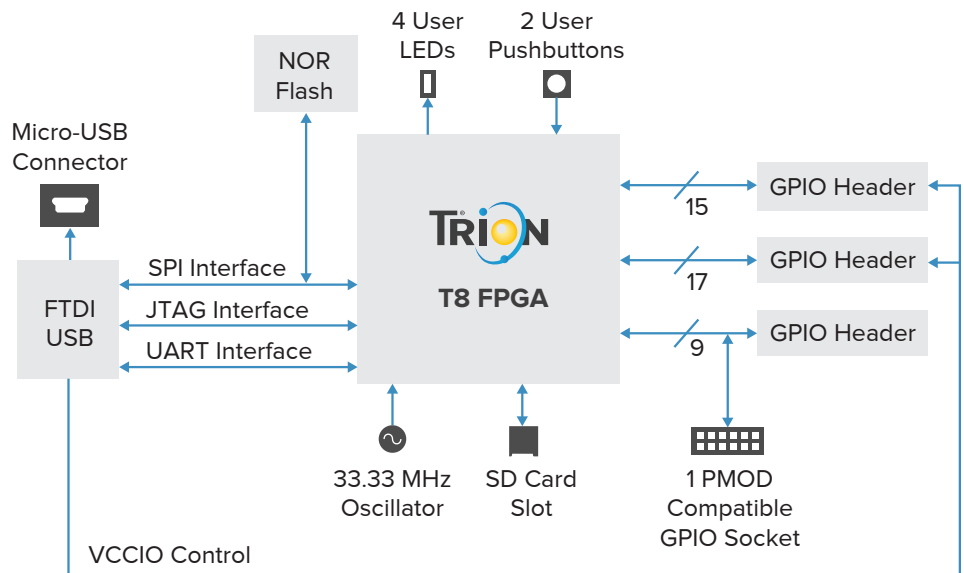 4 User
LEDs
2 User
Pushbuttons
NOR
Flash
Micro-USB
Connector
TRION®
T8 FPGA
15
GPIO Header
17
GPIO Header
9
GPIO Header
FTDI
USB
SPI Interface
JTAG Interface
UART Interface
33.33 MHz
Oscillator
SD Card
Slot
1 PMOD
Compatible
GPIO Socket
VCCIO Control